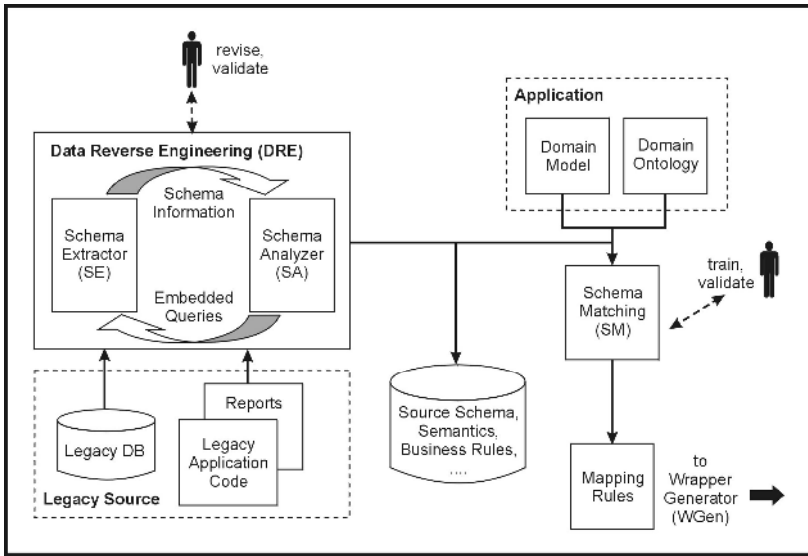 revise,
validate
Data Reverse Engineering (DRE)
Schema
Information
Schema
Extractor
(SE)
Schema
Analyzer
(SA)
Embedded
Queries
Legacy DB
Reports
Legacy
Application
Code
Legacy Source
Application
Domain
Model
Domain
Ontology
train,
validate
Schema
Matching
(SM)
Source Schema,
Semantics,
Business Rules,
....
Mapping
Rules
to
Wrapper
Generator
(WGen)